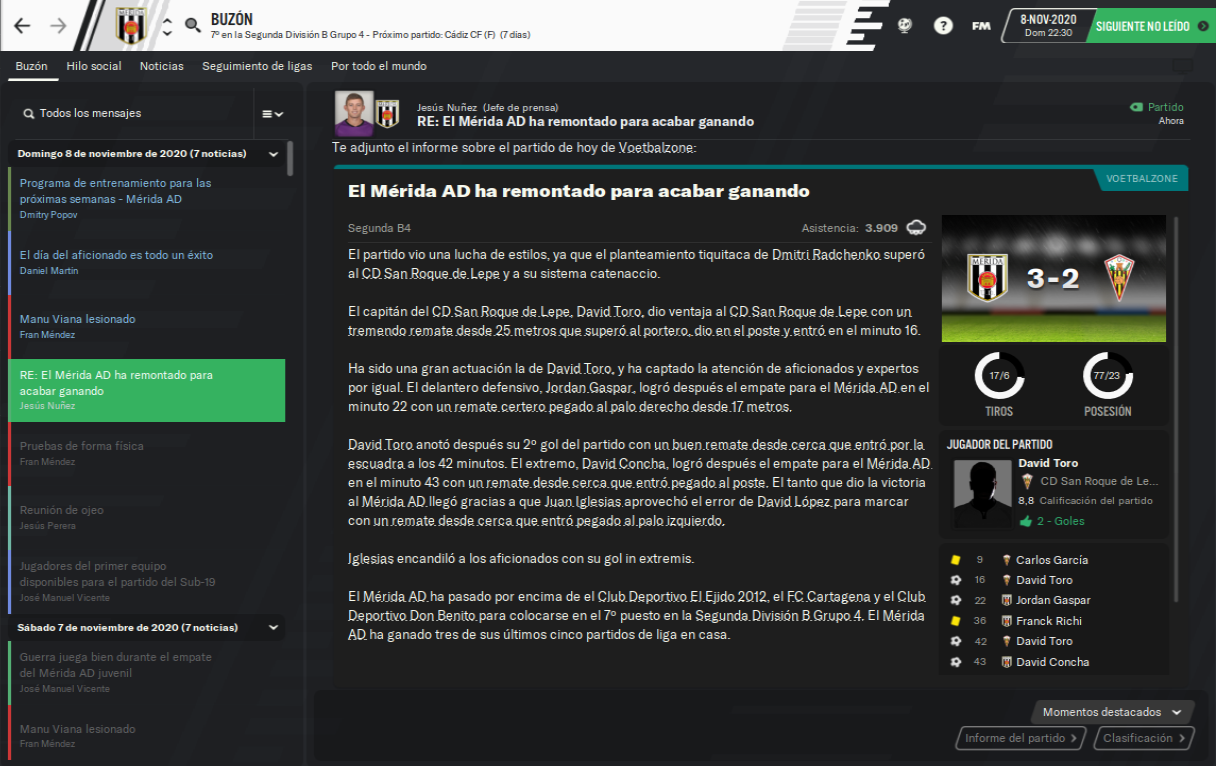 BUZÓN
7º en la Segunda División B Grupo 4 - Próximo partido: Cádiz CF (F) (7 días)
?
FM
8-NOV-2020
Dom 22:30
SIGUIENTE NO LEÍDO
Buzón
Hilo social
Noticias
Seguimiento de ligas
Por todo el mundo
Todos los mensajes
Domingo 8 de noviembre de 2020 (7 noticias)
Programa de entrenamiento para las
próximas semanas - Mérida AD
Dmitry Popov
El día del aficionado es todo un éxito
Daniel Martín
Manu Viana lesionado
Fran Méndez
RE: El Mérida AD ha remontado para
acabar ganando
Jesús Nuñez
Pruebas de forma física
Fran Méndez
Reunión de ojeo
Jesús Perera
Jugadores del primer equipo
disponibles para el partido del Sub-19
José Manuel Vicente
Sábado 7 de noviembre de 2020 (7 noticias)
Guerra juega bien durante el empate
del Mérida AD juvenil
José Manuel Vicente
Manu Viana lesionado
Fran Méndez
Jesús Nuñez (Jefe de prensa)
RE: El Mérida AD ha remontado para acabar ganando
Partido
Ahora
Te adjunto el informe sobre el partido de hoy de Voetbalzone:
El Mérida AD ha remontado para acabar ganando
VOETBALZONE
Segunda B4
Asistencia: 3.909
El partido vio una lucha de estilos, ya que el planteamiento tiquitaca de Dmitri Radchenko superó
al CD San Roque de Lepe y a su sistema catenaccio.
El capitán del CD San Roque de Lepe, David Toro, dio ventaja al CD San Roque de Lepe con un
tremendo remate desde 25 metros que superó al portero, dio en el poste y entró en el minuto 16.
Ha sido una gran actuación la de David Toro, y ha captado la atención de aficionados y expertos
por igual. El delantero defensivo, Jordan Gaspar, logró después el empate para el Mérida AD en el
minuto 22 con un remate certero pegado al palo derecho desde 17 metros.
David Toro anotó después su 2º gol del partido con un buen remate desde cerca que entró por la
escuadra a los 42 minutos. El extremo, David Concha, logró después el empate para el Mérida AD
en el minuto 43 con un remate desde cerca que entró pegado al poste. El tanto que dio la victoria
al Mérida AD llegó gracias a que Juan Iglesias aprovechó el error de David López para marcar
con un remate desde cerca que entró pegado al palo izquierdo.
Iglesias encandiló a los aficionados con su gol in extremis.
El Mérida AD ha pasado por encima de el Club Deportivo El Ejido 2012, el FC Cartagena y el Club
Deportivo Don Benito para colocarse en el 7º puesto en la Segunda División B Grupo 4. El Mérida
AD ha ganado tres de sus últimos cinco partidos de liga en casa.
MÉRIDA
3-2
17/6
TIROS
77/23
POSESIÓN
JUGADOR DEL PARTIDO
David Toro
CD San Roque de Le...
8,8 Calificación del partido
2 - Goles
9 Carlos García
16 David Toro
22 Jordan Gaspar
36 Franck Richi
42 David Toro
43 David Concha
Momentos destacados
Informe del partido
Clasificación